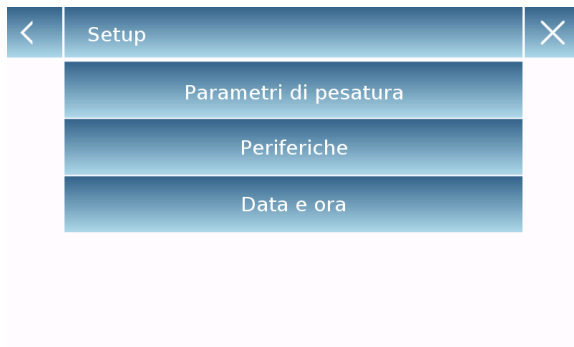 Setup
Parametri di pesatura
Periferiche
Data e ora